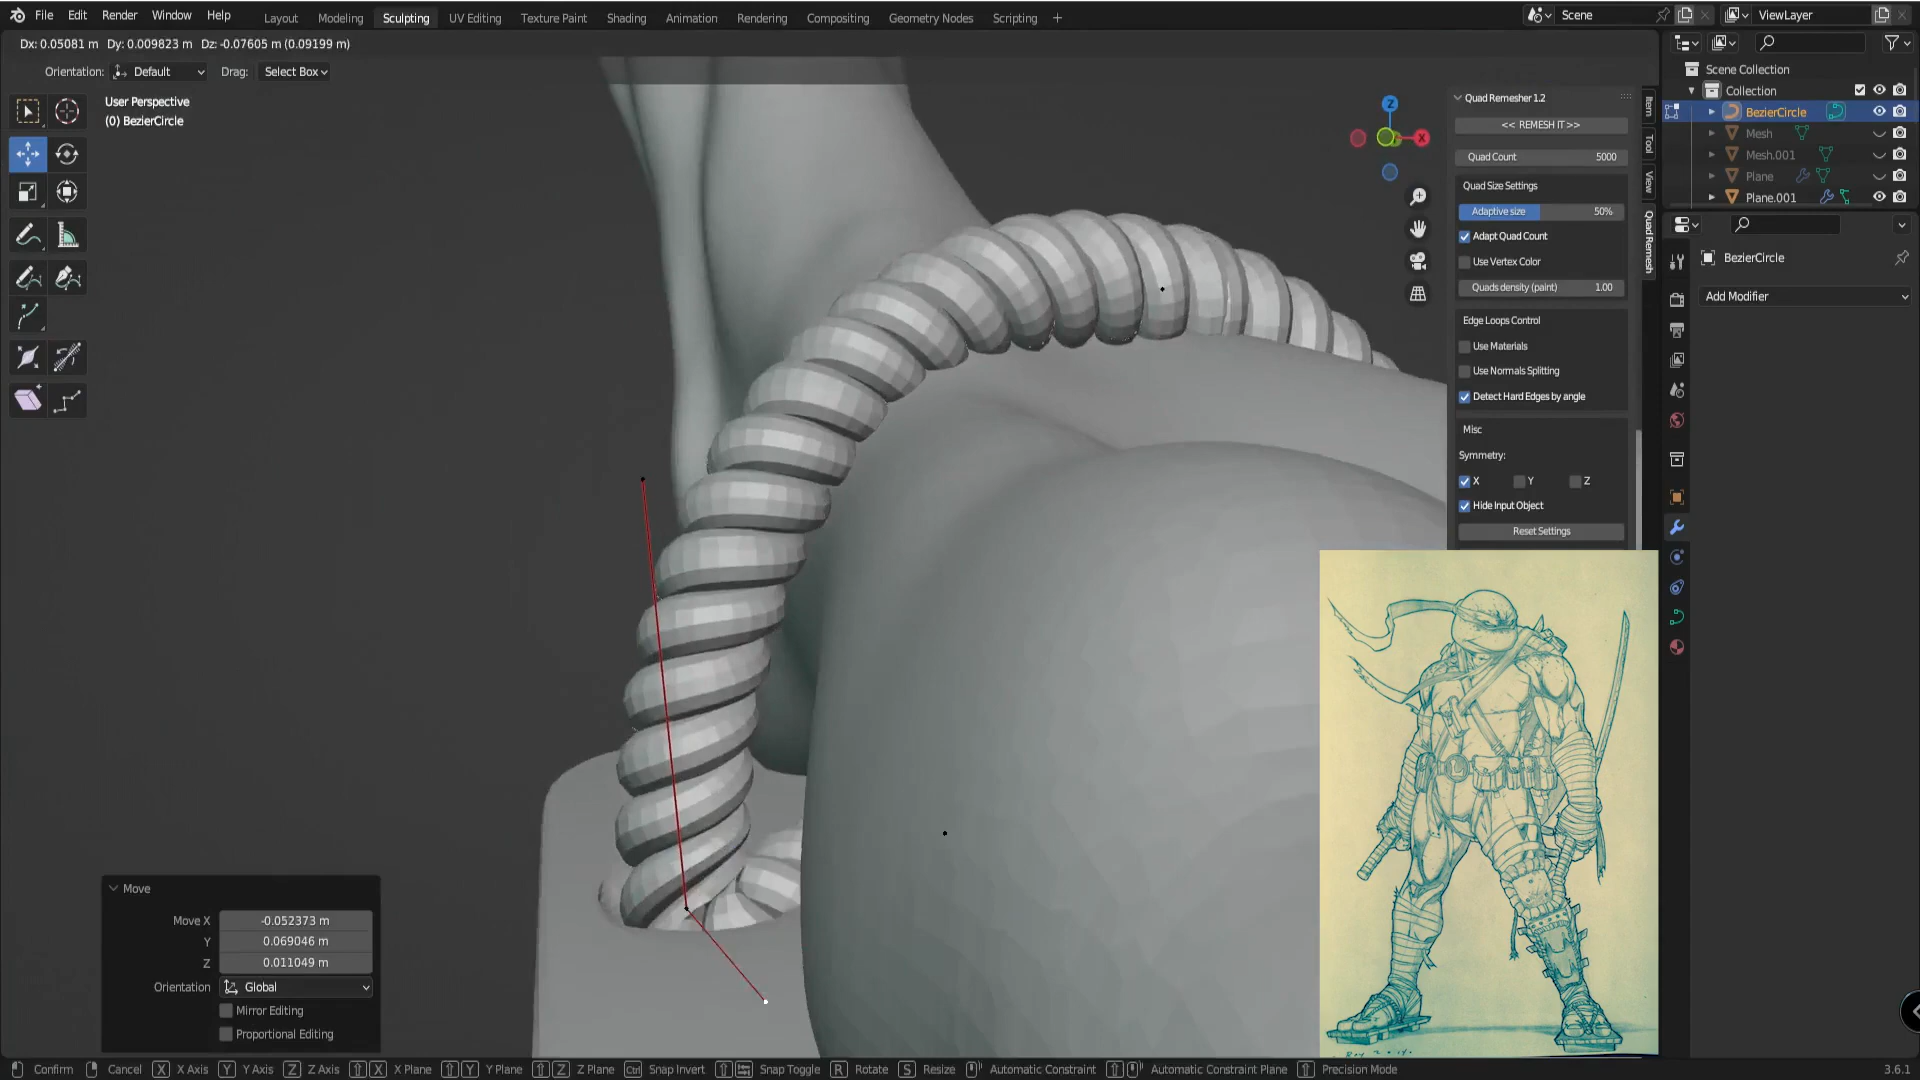 File Edit Render Window Help Layout Modeling Sculpting UV Editing Texture Paint Shading Animation Rendering Compositing Geometry Nodes Scripting + Scene ViewLayer
Dx: 0.05081 m Dy: 0.009823 m Dz: -0.07605 m (0.09199 m)
Orientation: Default Drag: Select Box
User Perspective
(0) BezierCircle
Z
X
Quad Remesher 1.2
<< REMESH IT >>
Quad Count 5000
Quad Size Settings
Adaptive size 50%
Adapt Quad Count
Use Vertex Color
Quads density (paint) 1.00
Edge Loops Control
Use Materials
Use Normals Splitting
Detect Hard Edges by angle
Misc
Symmetry:
X Y Z
Hide Input Object
Reset Settings
Item
Tool
View
Quad Remesh
Scene Collection
Collection
BezierCircle
Mesh
Mesh.001
Plane
Plane.001
BezierCircle
Add Modifier
Move
Move X -0.052373 m
Y 0.069046 m
Z 0.011049 m
Orientation Global
Mirror Editing
Proportional Editing
Confirm Cancel X X Axis Y Y Axis Z Z Axis X X Plane Y Y Plane Z Z Plane Ctrl Snap Invert Snap Toggle R Rotate S Resize Automatic Constraint Automatic Constraint Plane Precision Mode 3.6.1